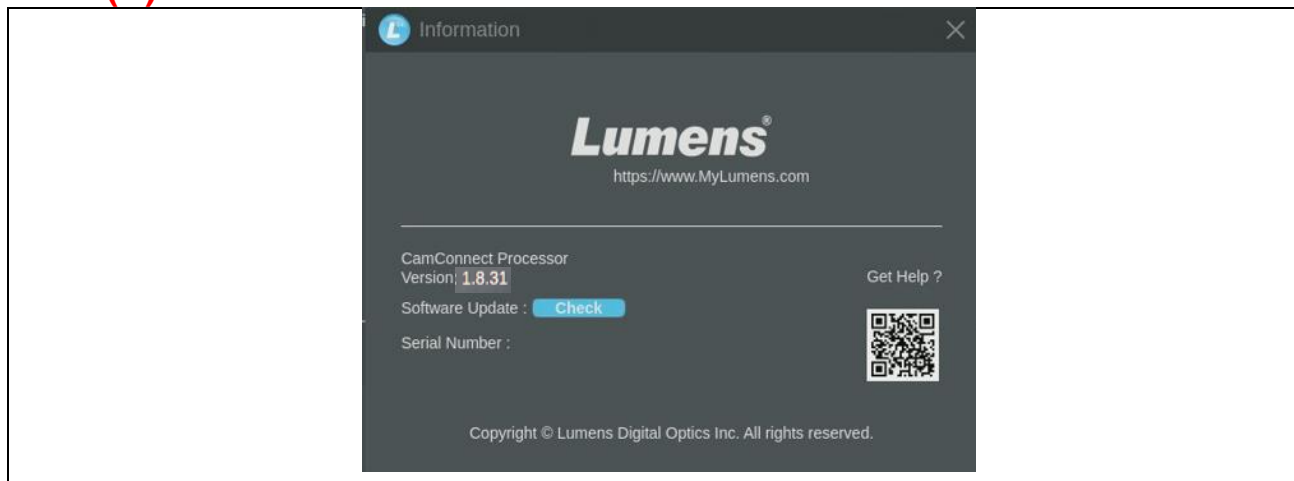 Information
Lumens®
https://www.MyLumens.com
CamConnect Processor
Version: 1.8.31
Get Help ?
Software Update : Check
Serial Number :
Copyright © Lumens Digital Optics Inc. All rights reserved.